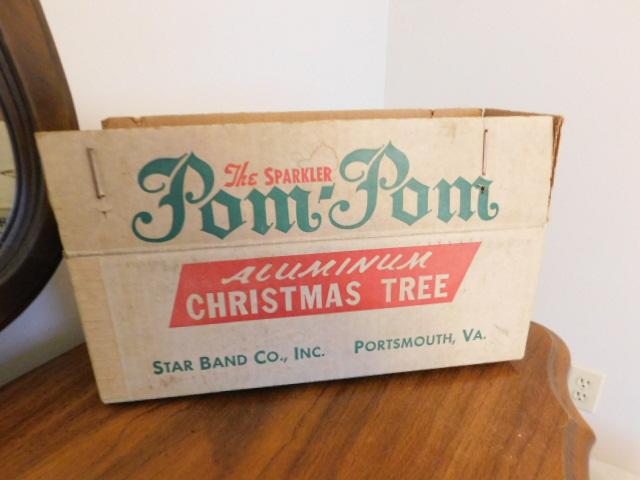 The SPARKLER
Pom-Pom
ALUMINUM
CHRISTMAS TREE
STAR BAND CO., INC. PORTSMOUTH, VA.